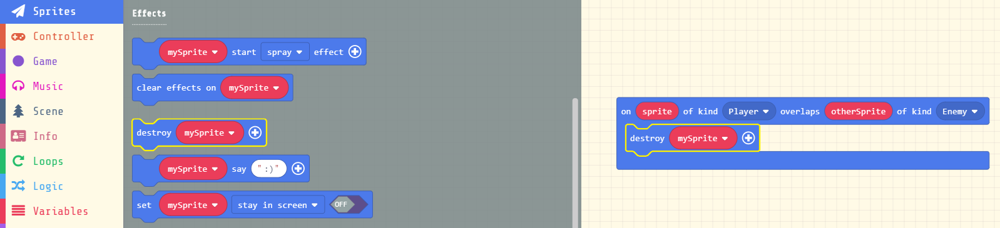 Sprites
Controller
Game
Music
Scene
Info
Loops
Logic
Variables
Effects
mySprite start spray effect
clear effects on mySprite
destroy mySprite
mySprite say ":)"
set mySprite stay in screen OFF
on sprite of kind Player overlaps otherSprite of kind Enemy
destroy mySprite